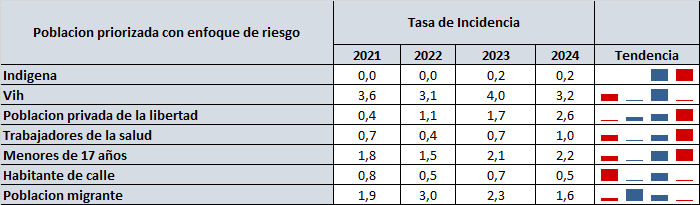 Poblacion priorizada con enfoque de riesgo
Tasa de Incidencia
2021 2022 2023 2024 Tendencia
Indigena 0,0 0,0 0,2 0,2
Vih 3,6 3,1 4,0 3,2
Poblacion privada de la libertad 0,4 1,1 1,7 2,6
Trabajadores de la salud 0,7 0,4 0,7 1,0
Menores de 17 años 1,8 1,5 2,1 2,2
Habitante de calle 0,8 0,5 0,7 0,5
Poblacion migrante 1,9 3,0 2,3 1,6